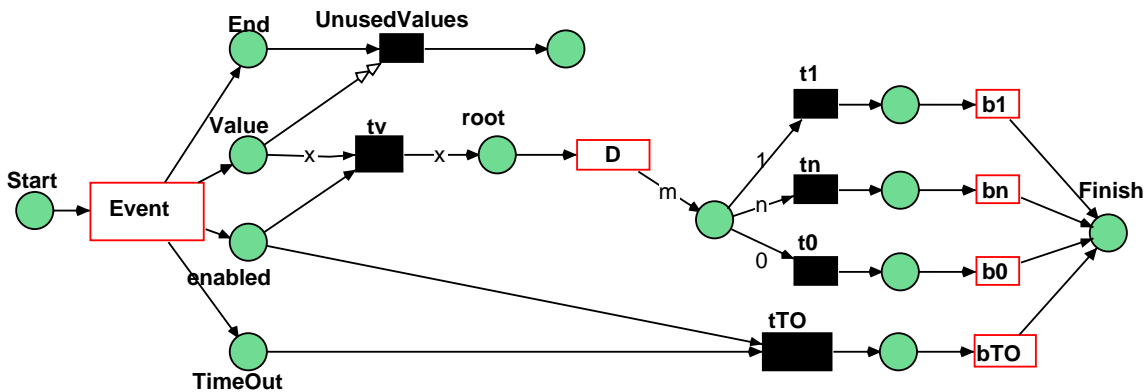 End
UnusedValues
t1
b1
Value
tv
root
x
x
D
1
Start
Event
m
tn
n
bn
Finish
enabled
t0
0
b0
tTO
bTO
TimeOut